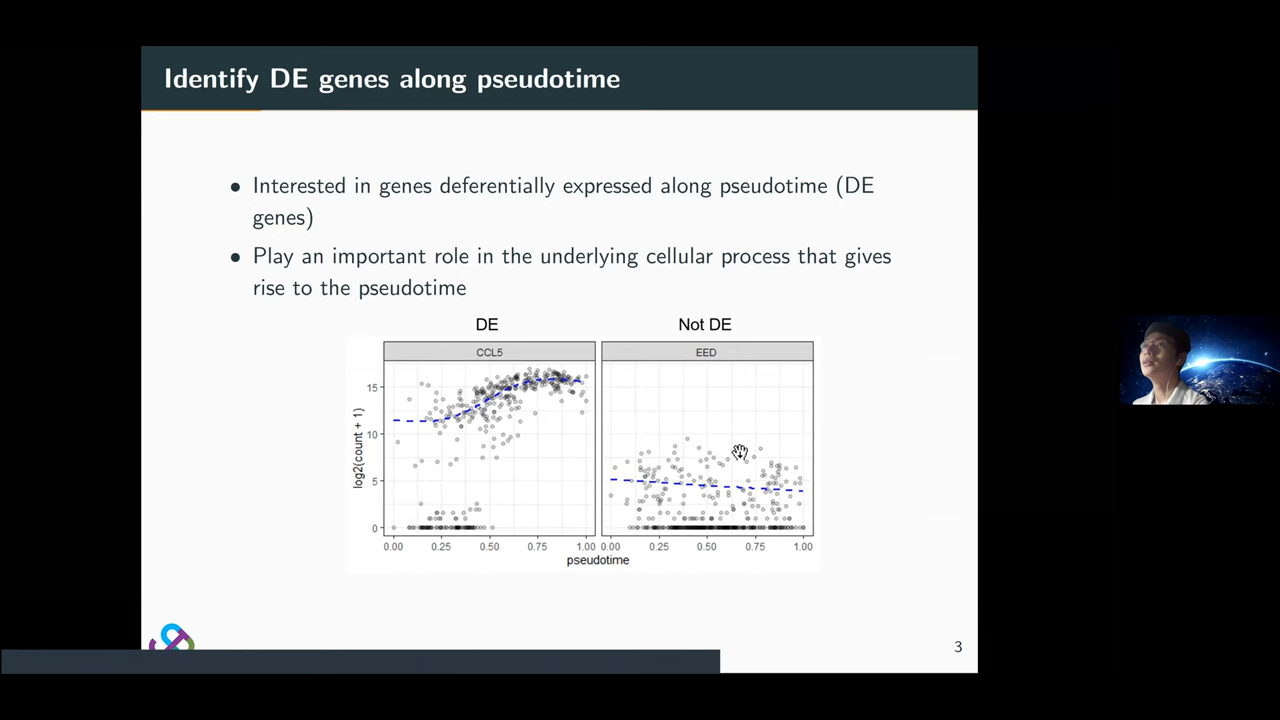 Identify DE genes along pseudotime
• Interested in genes deferentially expressed along pseudotime (DE
genes)
• Play an important role in the underlying cellular process that gives
rise to the pseudotime
DE
Not DE
CCL5
EED
log2(count + 1)
15
10
5
0
0.00 0.25 0.50 0.75 1.00
0.00 0.25 0.50 0.75 1.00
pseudotime
3